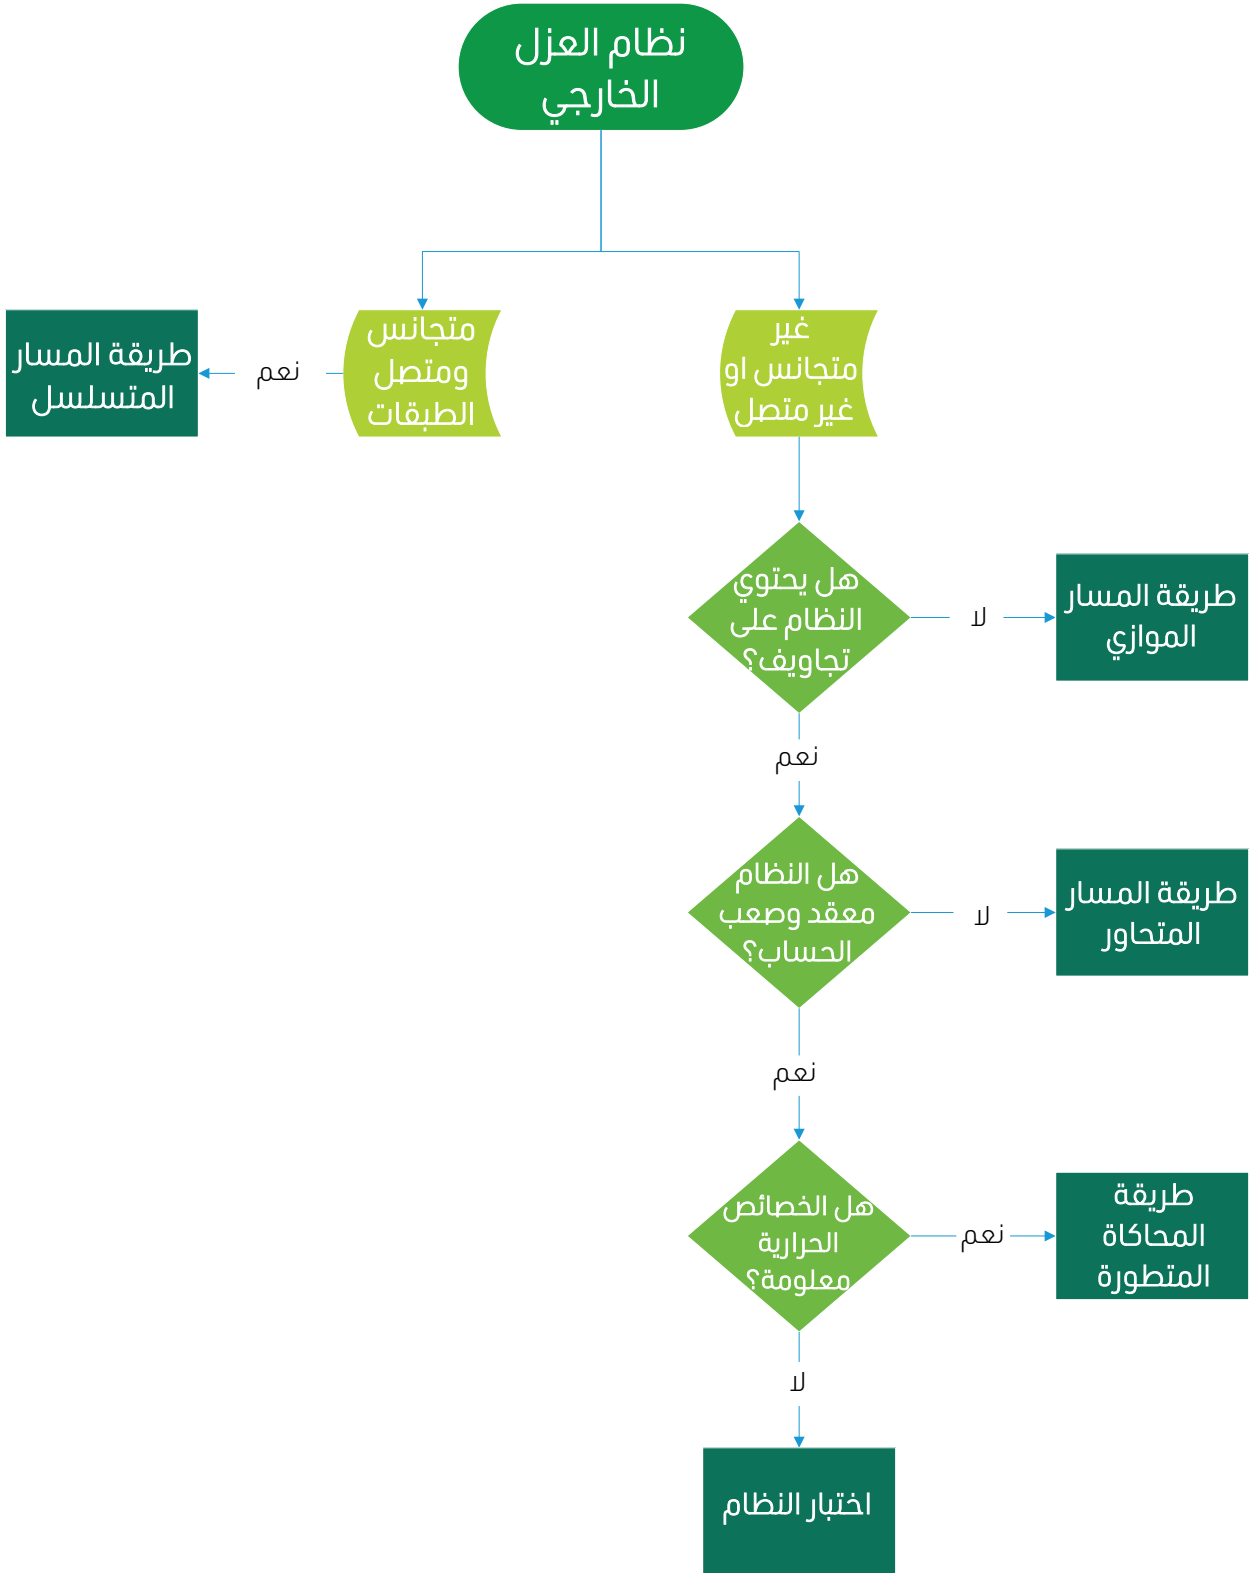 نظام العزل
الخارجي
غير
متجانس او
غير متصل
متجانس
ومتصل
الطبقات
نعم
طريقة المسار
المتسلسل
هل يحتوي
النظام على
تجاويف؟
لا
طريقة المسار
الموازي
نعم
هل النظام
معقد وصعب
الحساب؟
لا
طريقة المسار
المتحاور
نعم
هل الخصائص
الحرارية
معلومة؟
نعم
طريقة
المحاكاة
المتطورة
لا
اختبار النظام